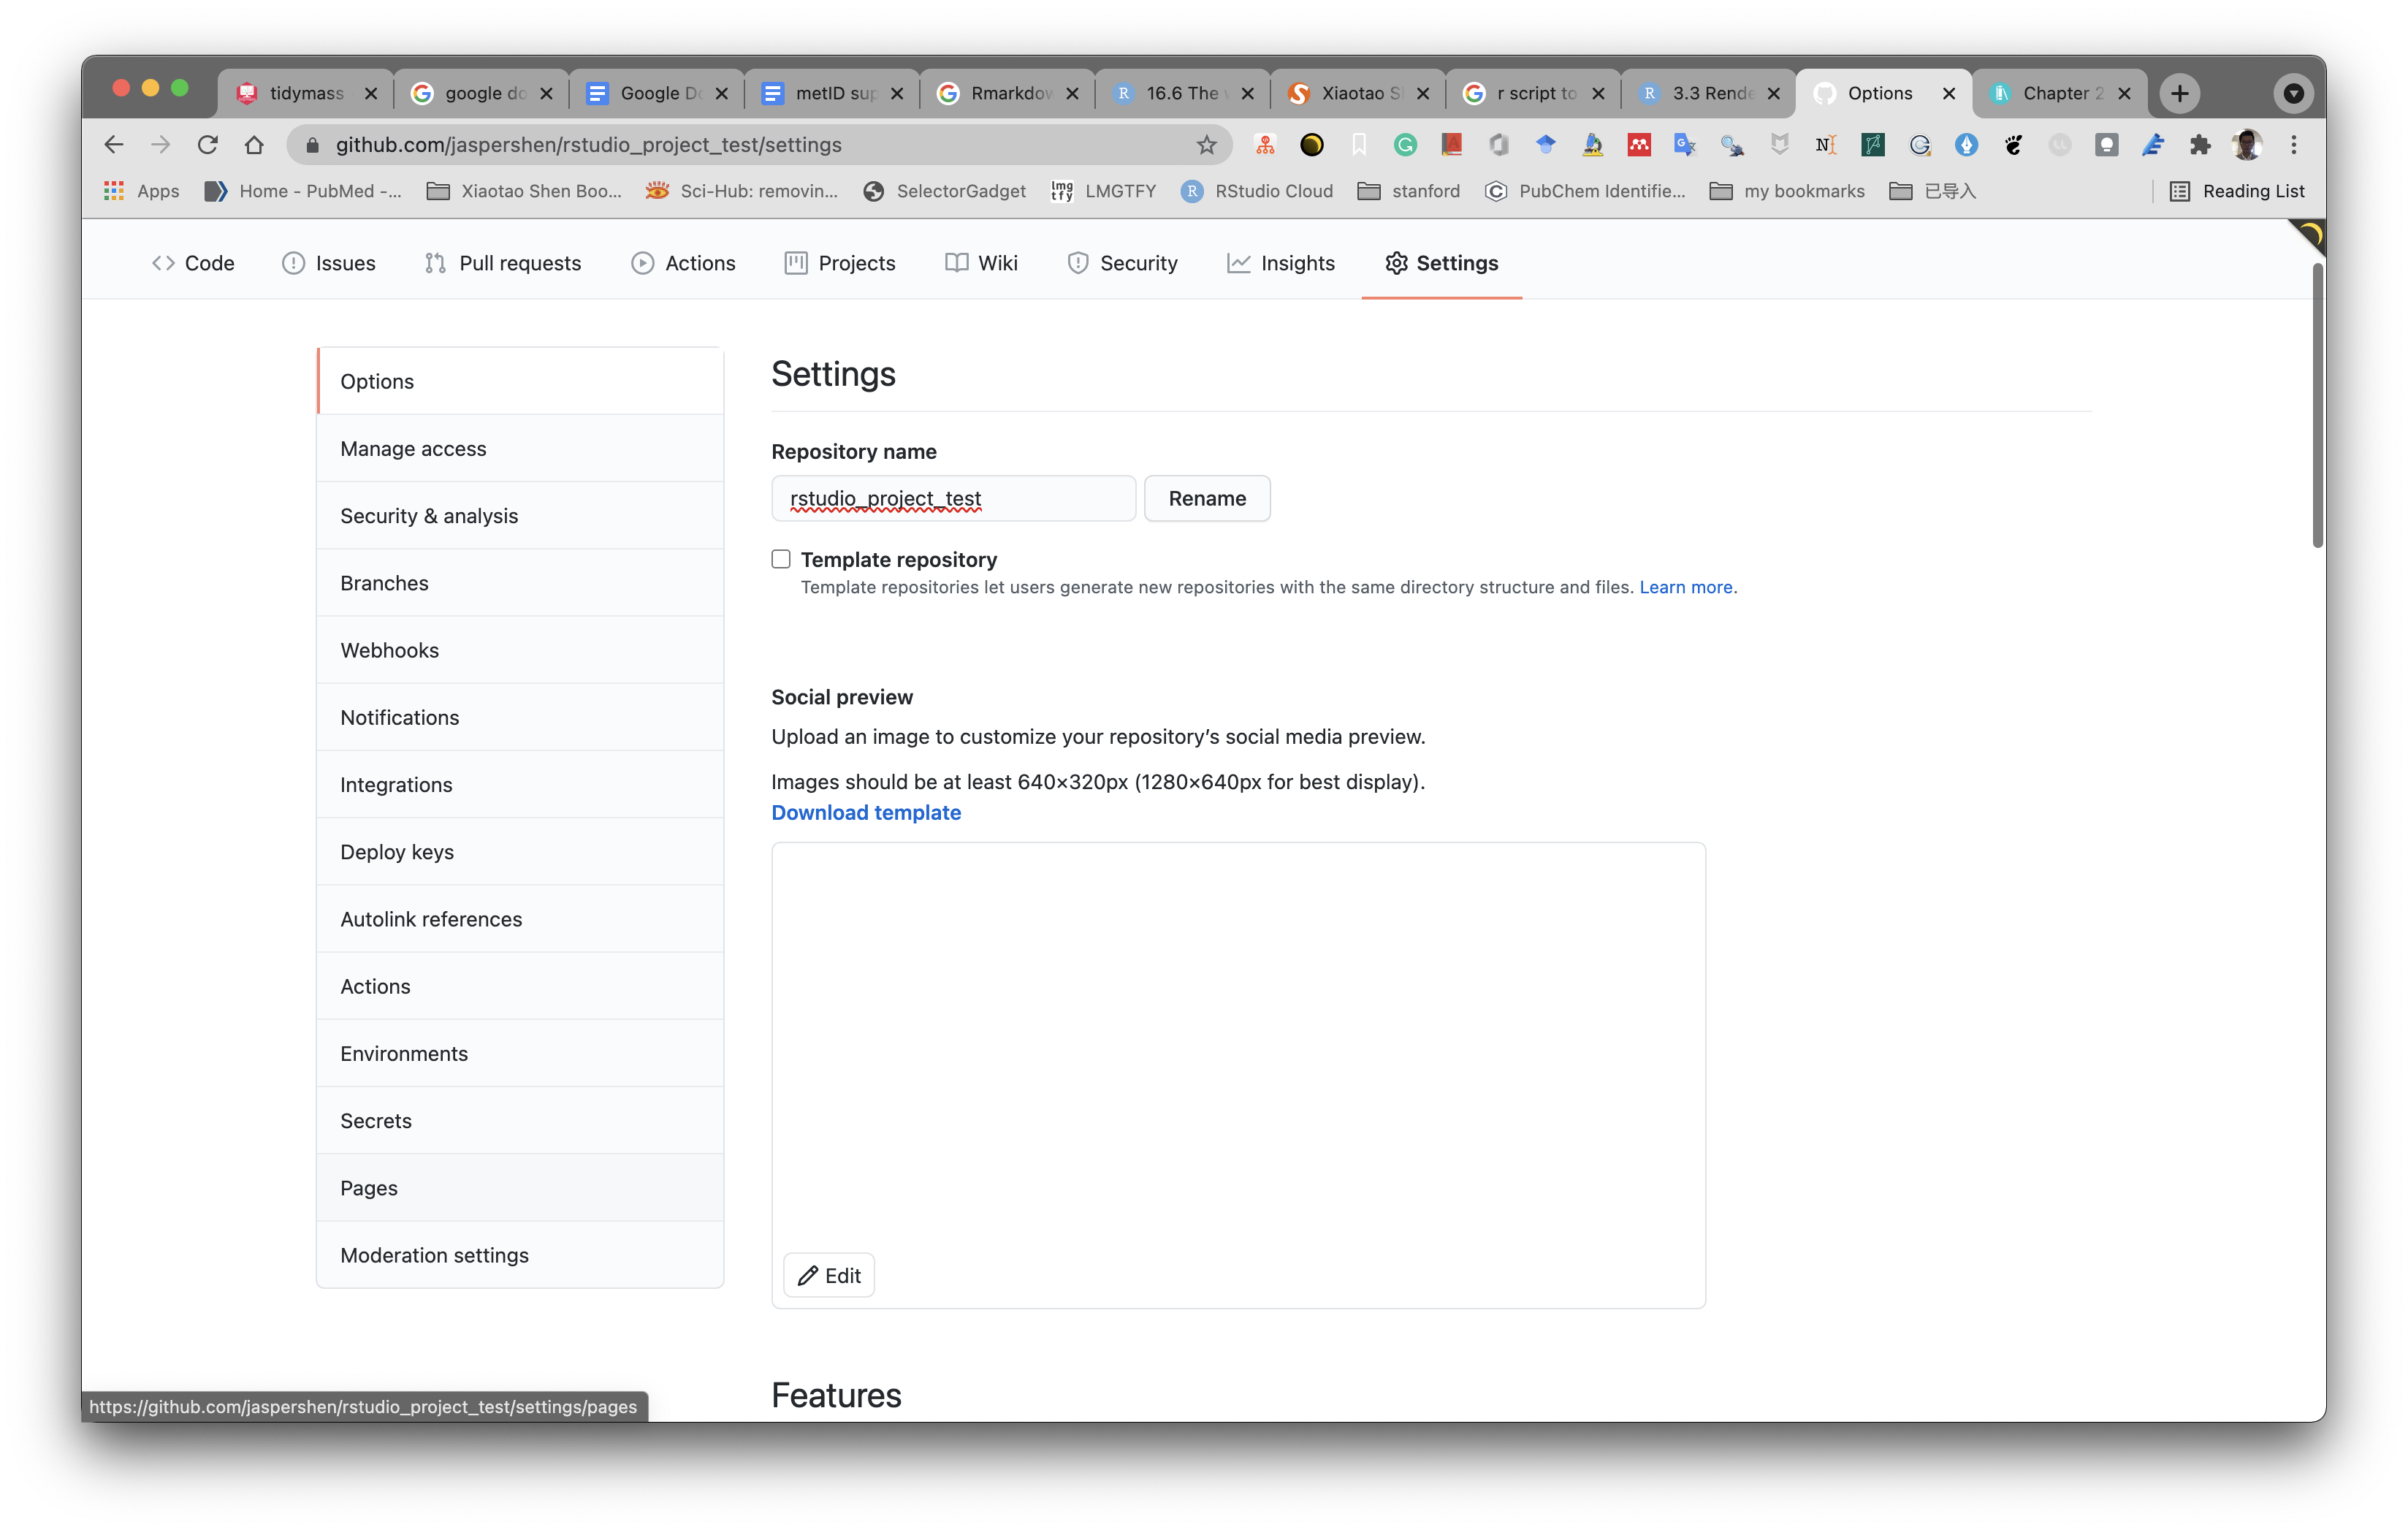 tidymass
google do
Google Do
metID sup
Rmarkdow
16.6 The
Xiaotao S
r script to
3.3 Rende
Options
Chapter 2
github.com/jaspershen/rstudio_project_test/settings
Apps
Home - PubMed -...
Xiaotao Shen Boo...
Sci-Hub: removin...
SelectorGadget
lmg
tfy
LMGTFY
RStudio Cloud
stanford
PubChem Identifie...
my bookmarks
已导入
Reading List
Code
Issues
Pull requests
Actions
Projects
Wiki
Security
Insights
Settings
Options
Manage access
Security & analysis
Branches
Webhooks
Notifications
Integrations
Deploy keys
Autolink references
Actions
Environments
Secrets
Pages
Moderation settings
Settings
Repository name
rstudio_project_test
Rename
Template repository
Template repositories let users generate new repositories with the same directory structure and files. Learn more.
Social preview
Upload an image to customize your repository’s social media preview.
Images should be at least 640×320px (1280×640px for best display).
Download template
Edit
Features
https://github.com/jaspershen/rstudio_project_test/settings/pages